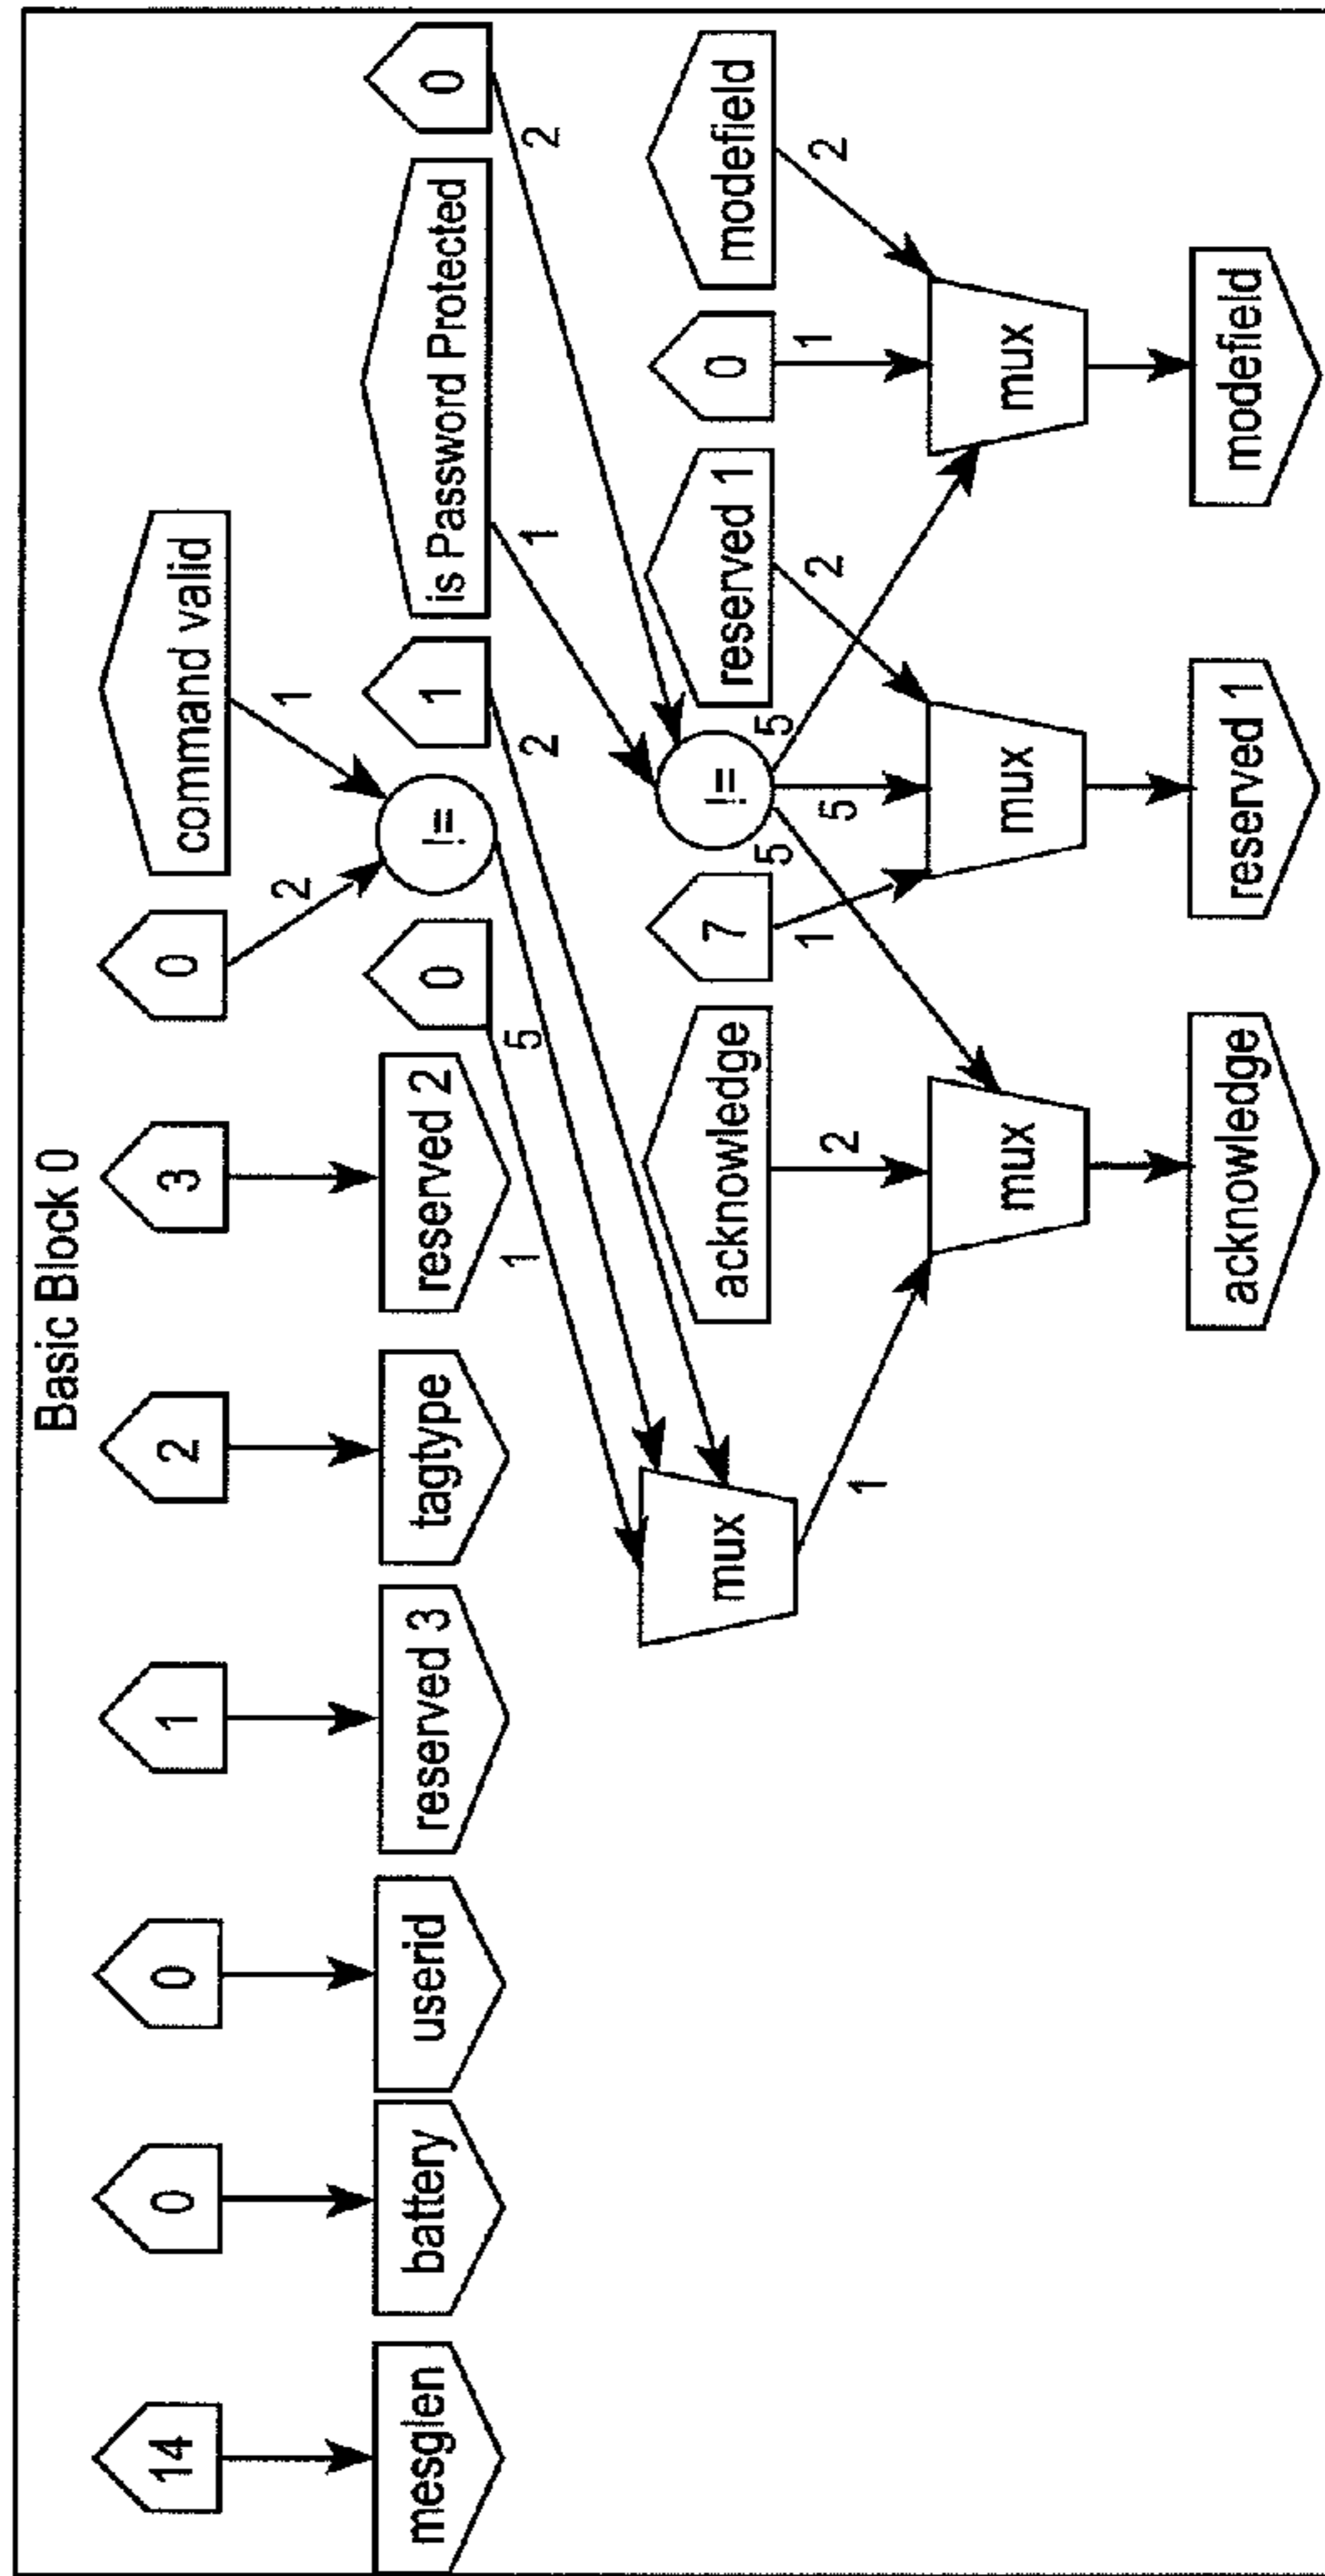 Basic Block 0
14
0
0
1
2
3
0
command valid
2
1
mesglen
battery
userid
reserved 3
tagtype
reserved 2
0
!=
1
is Password Protected
0
1
5
2
1
2
mux
acknowledge
7
!=
reserved 1
0
modefield
1
2
1
5
5
5
2
1
2
mux
mux
mux
acknowledge
reserved 1
modefield